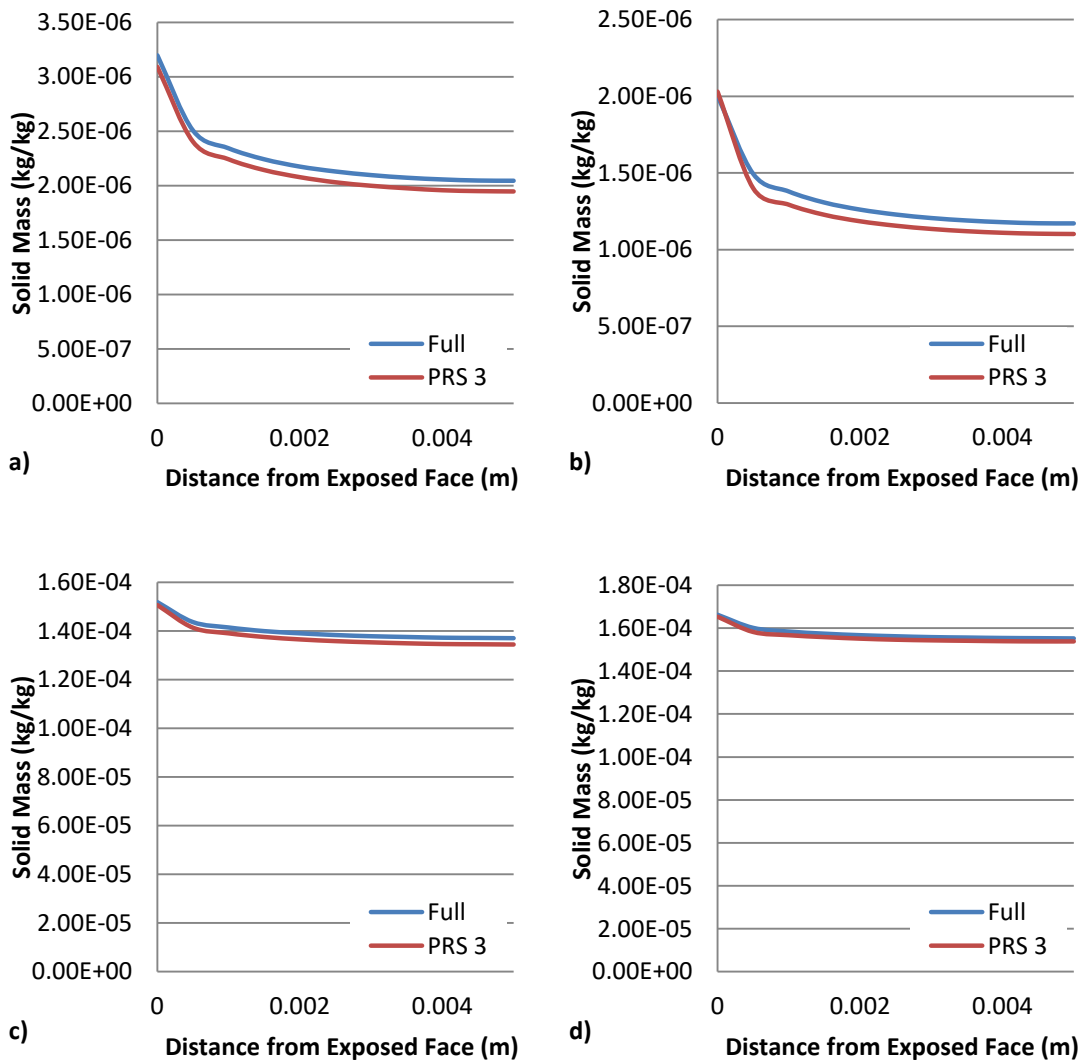 3.50E-06
3.00E-06
2.50E-06
2.00E-06
1.50E-06
1.00E-06
5.00E-07
0.00E+00
Solid Mass (kg/kg)
Full
PRS 3
0 0.002 0.004
a)
Distance from Exposed Face (m)
2.50E-06
2.00E-06
1.50E-06
1.00E-06
5.00E-07
0.00E+00
Solid Mass (kg/kg)
Full
PRS 3
0 0.002 0.004
b)
Distance from Exposed Face (m)
1.60E-04
1.40E-04
1.20E-04
1.00E-04
8.00E-05
6.00E-05
4.00E-05
2.00E-05
0.00E+00
Solid Mass (kg/kg)
Full
PRS 3
0 0.002 0.004
c)
Distance from Exposed Face (m)
1.80E-04
1.60E-04
1.40E-04
1.20E-04
1.00E-04
8.00E-05
6.00E-05
4.00E-05
2.00E-05
0.00E+00
Solid Mass (kg/kg)
Full
PRS 3
0 0.002 0.004
d)
Distance from Exposed Face (m)